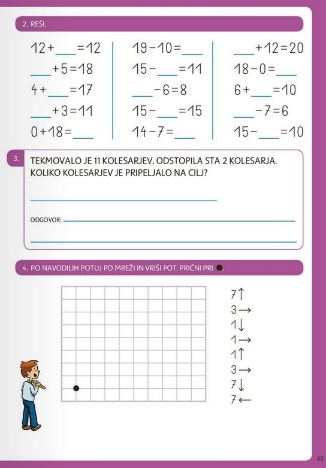 2. REŠI.
12+___=12 19-10=___ ___+12=20
___+5=18 15-___=11 18-0=___
4+___=17 ___-6=8 6+___=10
___+3=11 15-___=15 ___-7=6
0+18=___ 14-7=___ 15-___=10
3. TEKMOVALO JE 11 KOLESARJEV. ODSTOPILA STA 2 KOLESARJA.
KOLIKO KOLESARJEV JE PRIPELJALO NA CILJ?
ODGOVOR:
4. PO NAVODILIH POTUJ PO MREŽI IN VRIŠI POT. PRIČNI PRI ●
7↑
3→
1↓
1→
1↑
3→
7↓
7←